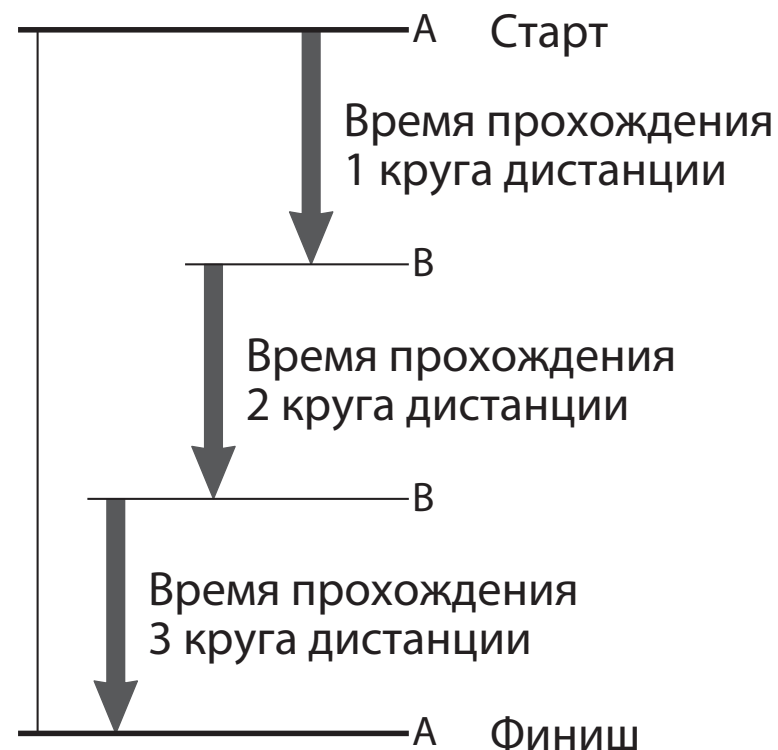 A Старт
Время прохождения
1 круга дистанции
B
Время прохождения
2 круга дистанции
B
Время прохождения
3 круга дистанции
A Финиш